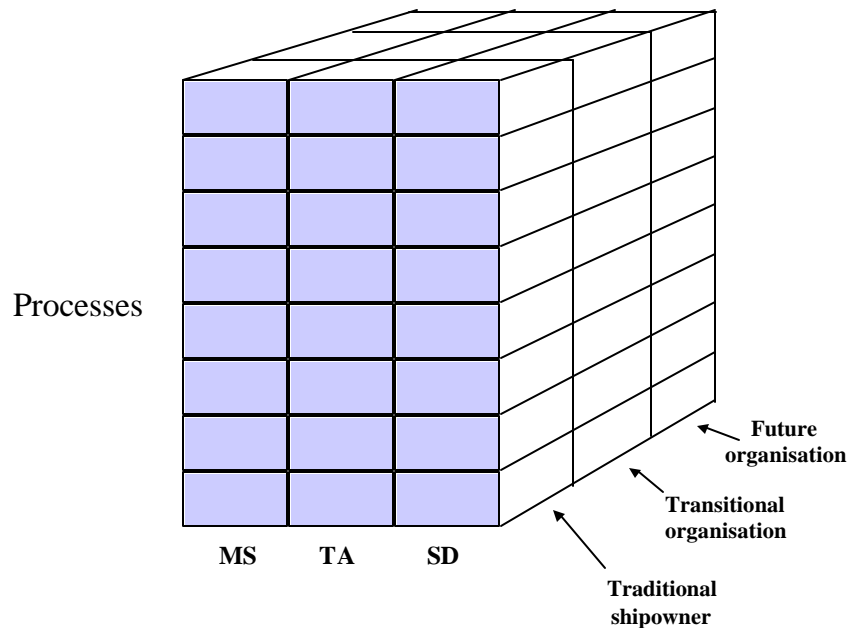 Processes
Future
organisation
Transitional
organisation
MS TA SD
Traditional
shipowner